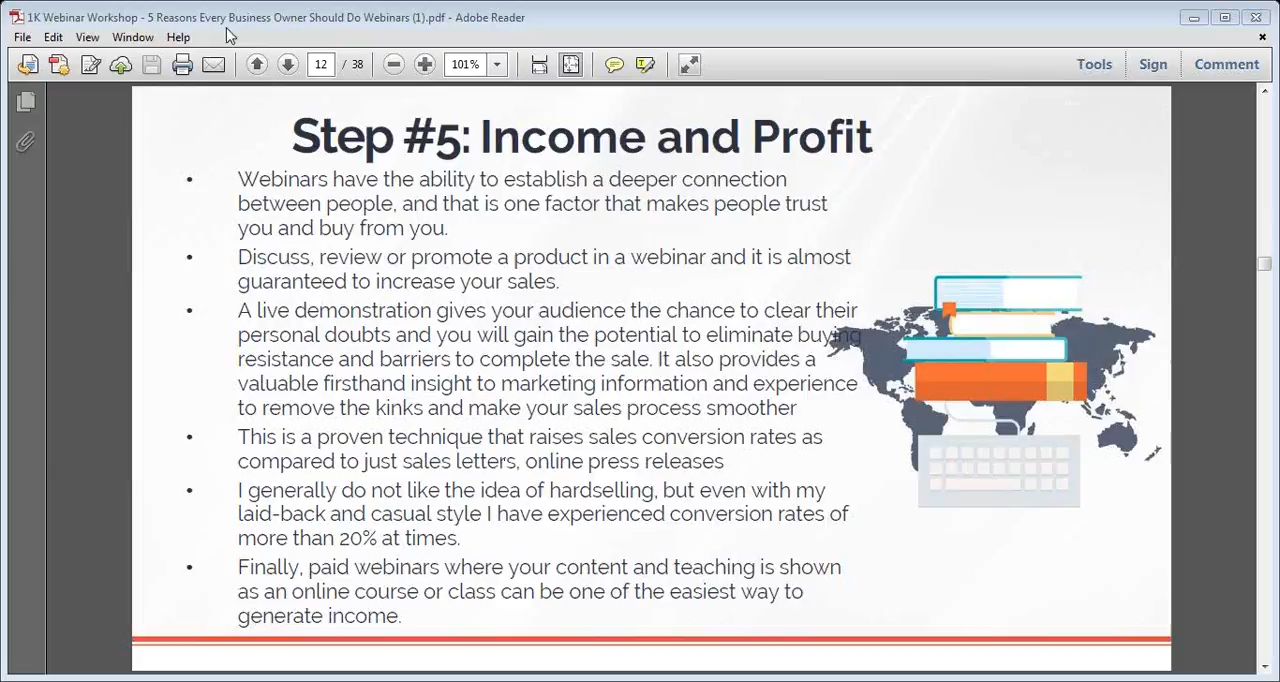 1K Webinar Workshop - 5 Reasons Every Business Owner Should Do Webinars (1).pdf - Adobe Reader
File Edit View Window Help
12 / 38 101% Tools Sign Comment
Step #5: Income and Profit
• Webinars have the ability to establish a deeper connection
between people, and that is one factor that makes people trust
you and buy from you.
• Discuss, review or promote a product in a webinar and it is almost
guaranteed to increase your sales.
• A live demonstration gives your audience the chance to clear their
personal doubts and you will gain the potential to eliminate buying
resistance and barriers to complete the sale. It also provides a
valuable firsthand insight to marketing information and experience
to remove the kinks and make your sales process smoother
• This is a proven technique that raises sales conversion rates as
compared to just sales letters, online press releases
• I generally do not like the idea of hardselling, but even with my
laid-back and casual style I have experienced conversion rates of
more than 20% at times.
• Finally, paid webinars where your content and teaching is shown
as an online course or class can be one of the easiest way to
generate income.